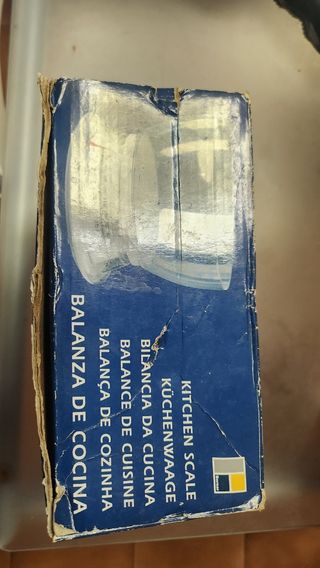 KITCHEN SCALE
KÜCHENWAAGE
BILANCIA DA CUCINA
BALANCE DE CUISINE
BALANÇA DE COZINHA
BALANZA DE COCINA